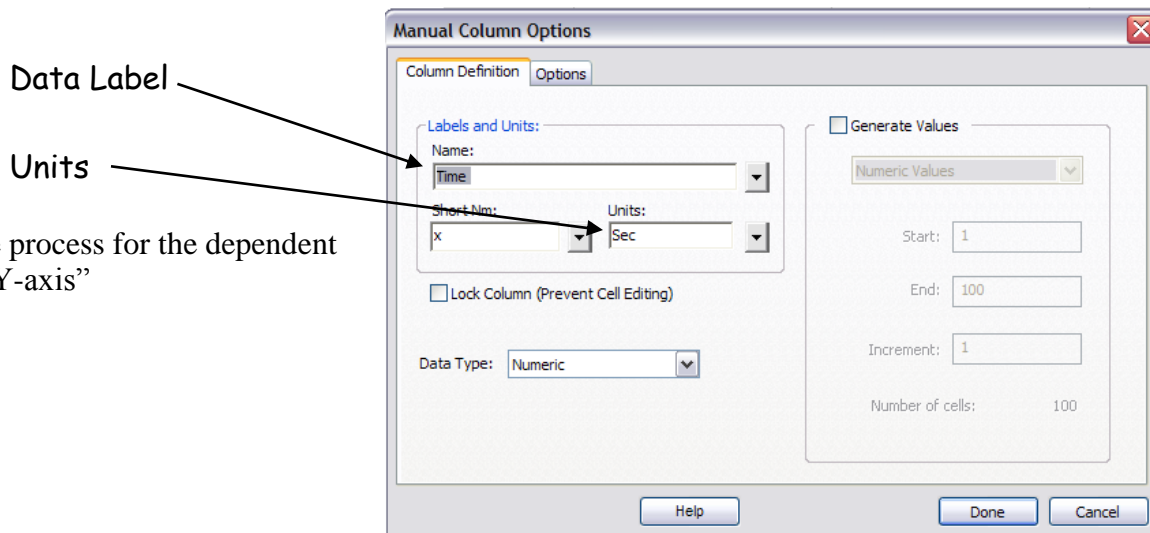 Manual Column Options
Column Definition Options
Data Label
Units
process for the dependent
Y-axis”
Labels and Units:
Name:
Time
Short Nm: Units:
x Sec
Lock Column (Prevent Cell Editing)
Data Type: Numeric
Generate Values
Numeric Values
Start: 1
End: 100
Increment: 1
Number of cells: 100
Help Done Cancel